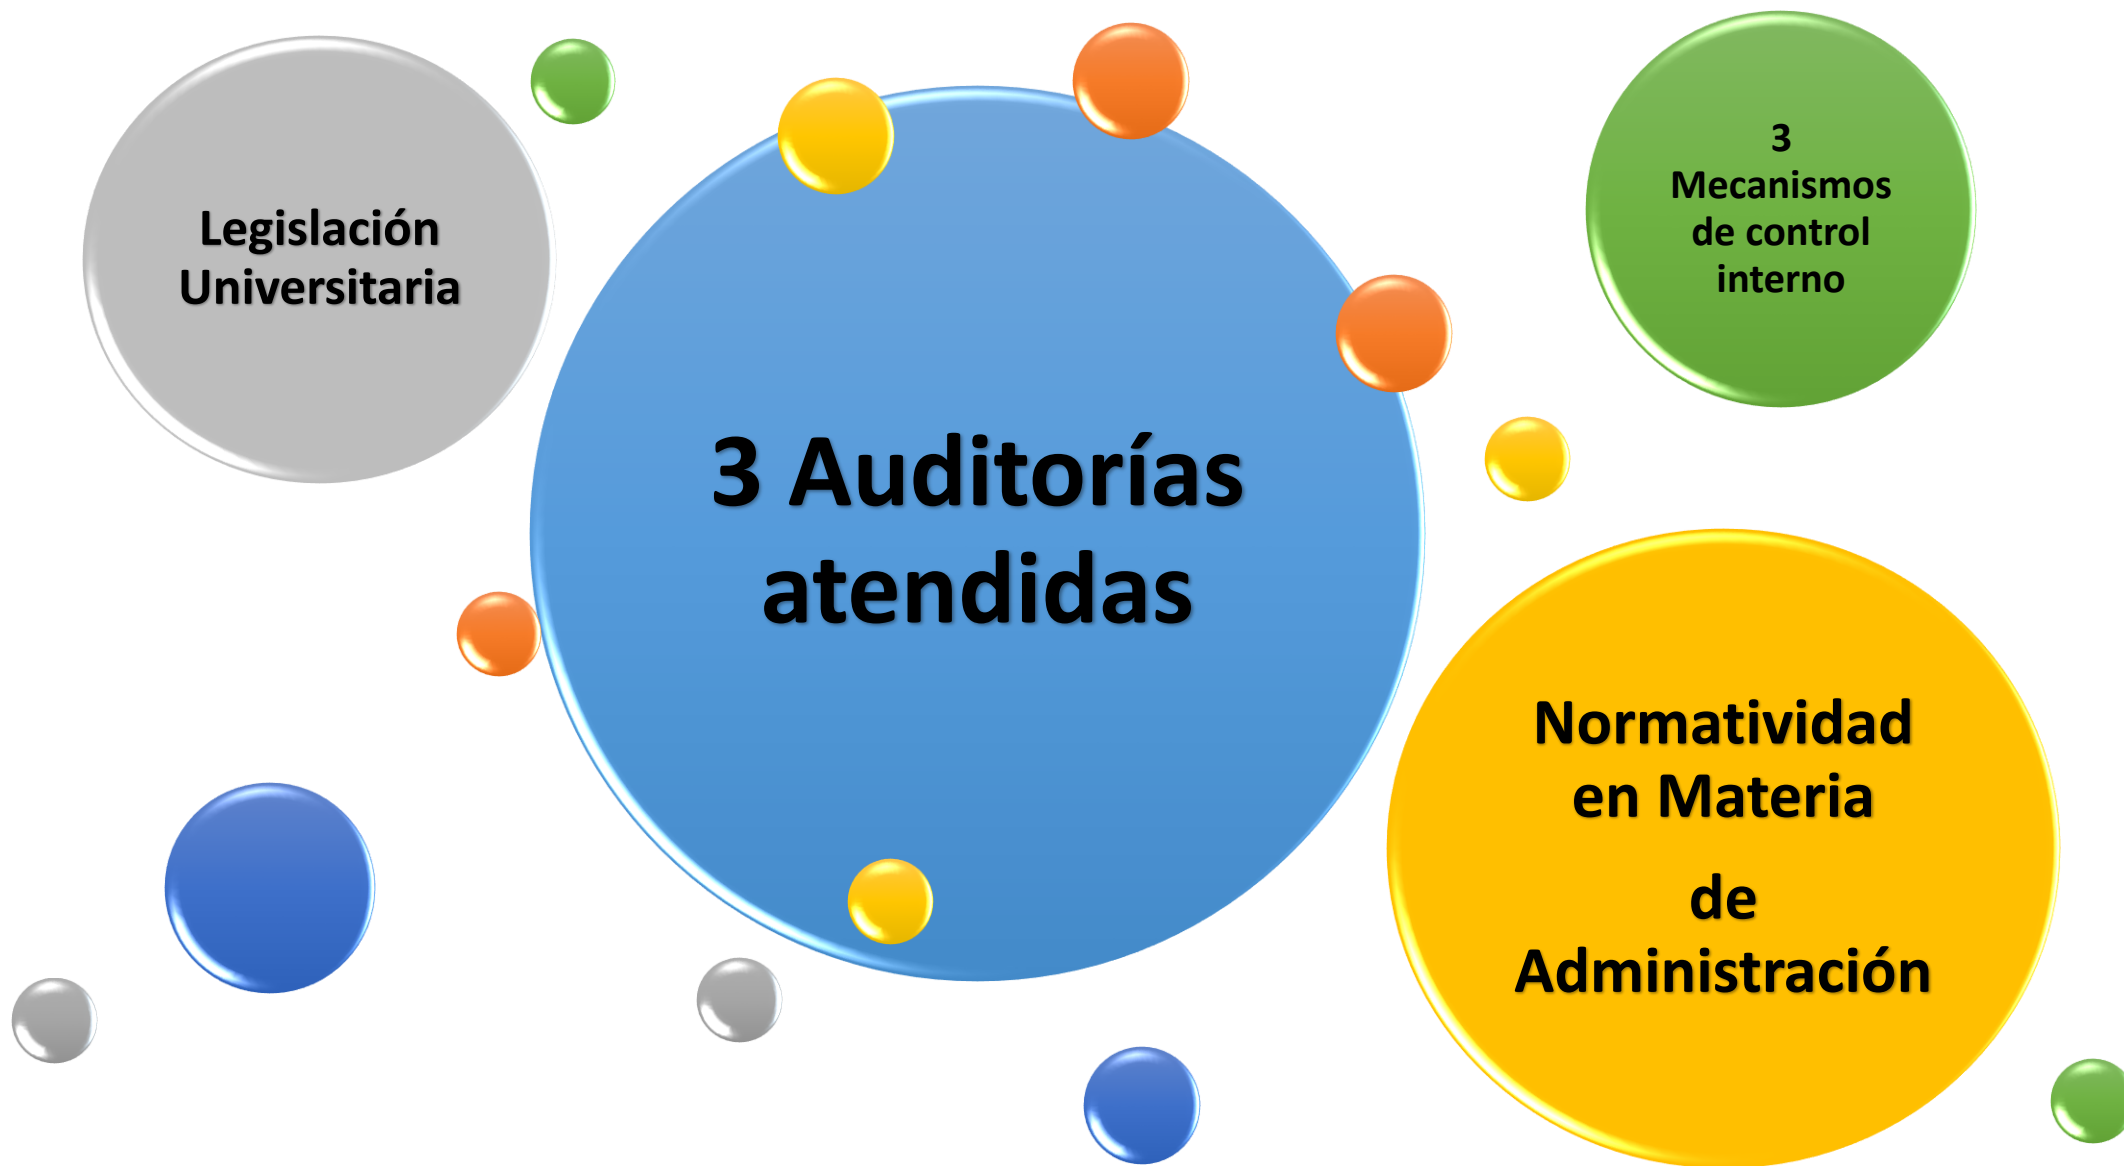 Legislación
Universitaria
3 Auditorías
atendidas
3
Mecanismos
de control
interno
Normatividad
en Materia
de
Administración